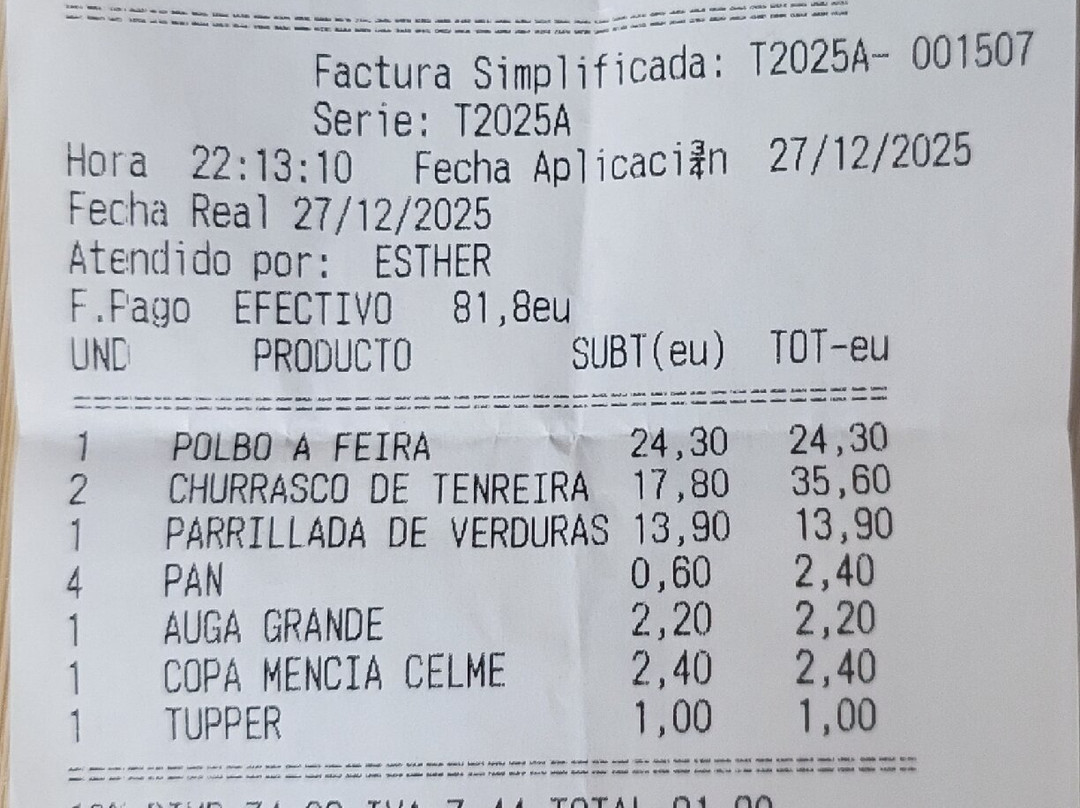 Factura Simplificada: T2025A- 001507
Serie: T2025A
Hora 22:13:10 Fecha Aplicaci¾n 27/12/2025
Fecha Real 27/12/2025
Atendido por: ESTHER
F.Pago EFECTIVO 81,8eu
UND PRODUCTO SUBT(eu) TOT-eu
1 POLBO A FEIRA 24,30 24,30
2 CHURRASCO DE TENREIRA 17,80 35,60
1 PARRILLADA DE VERDURAS 13,90 13,90
4 PAN 0,60 2,40
1 AUGA GRANDE 2,20 2,20
1 COPA MENCIA CELME 2,40 2,40
1 TUPPER 1,00 1,00